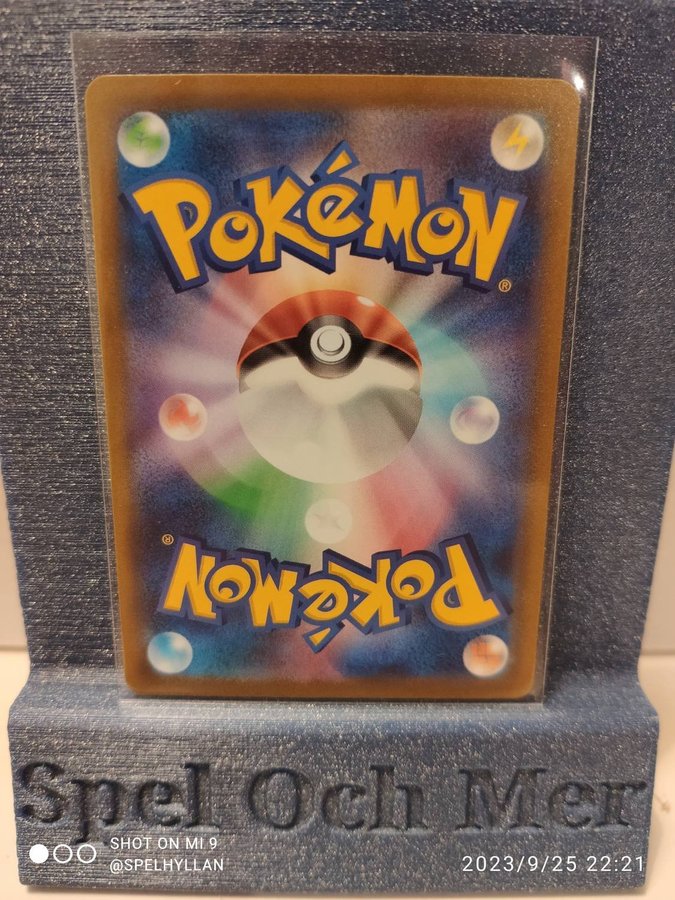 POKéMON
®
®
POKéMON
Spel Och Mer
SHOT ON MI 9
@SPELHYLLAN
2023/9/25 22:21